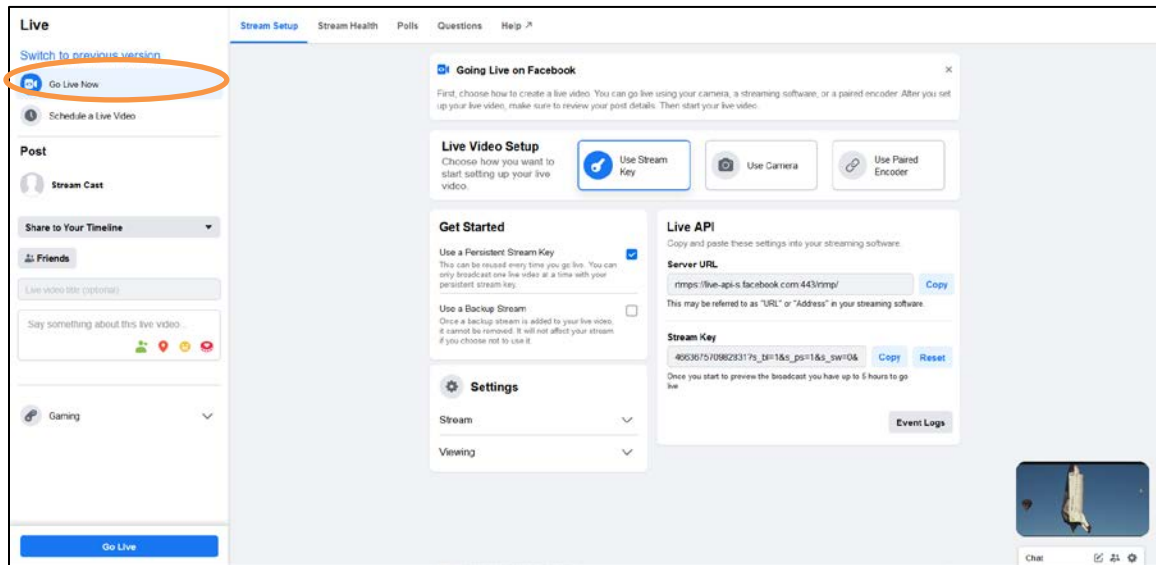 Live
Switch to previous version
Go Live Now
Schedule a Live Video
Post
Stream Cast
Share to Your Timeline
Friends
Live video title (optional)
Say something about this live video...
Gaming
Go Live
Stream Setup
Stream Health
Polls
Questions
Help
Going Live on Facebook
First, choose how to create a live video. You can go live using your camera, a streaming software, or a paired encoder. After you set
up your live video, make sure to review your post details. Then start your live video.
Live Video Setup
Choose how you want to
start setting up your live
video.
Use Stream
Key
Use Camera
Use Paired
Encoder
Get Started
Use a Persistent Stream Key
This can be reused every time you go live. You can
only broadcast one live video at a time with your
persistent stream key.
Use a Backup Stream
Once a backup stream is added to your live video,
it cannot be removed. It will not affect your stream
if you choose not to use it.
Settings
Stream
Viewing
Live API
Copy and paste these settings into your streaming software.
Server URL
rtmps://live-api-s.facebook.com:443/rtmp/
Copy
This may be referred to as "URL" or "Address" in your streaming software.
Stream Key
466367570982831?s_bl=1&s_ps=1&s_sw=0&
Copy
Reset
Once you start to preview the broadcast you have up to 5 hours to go
live
Event Logs
Chat